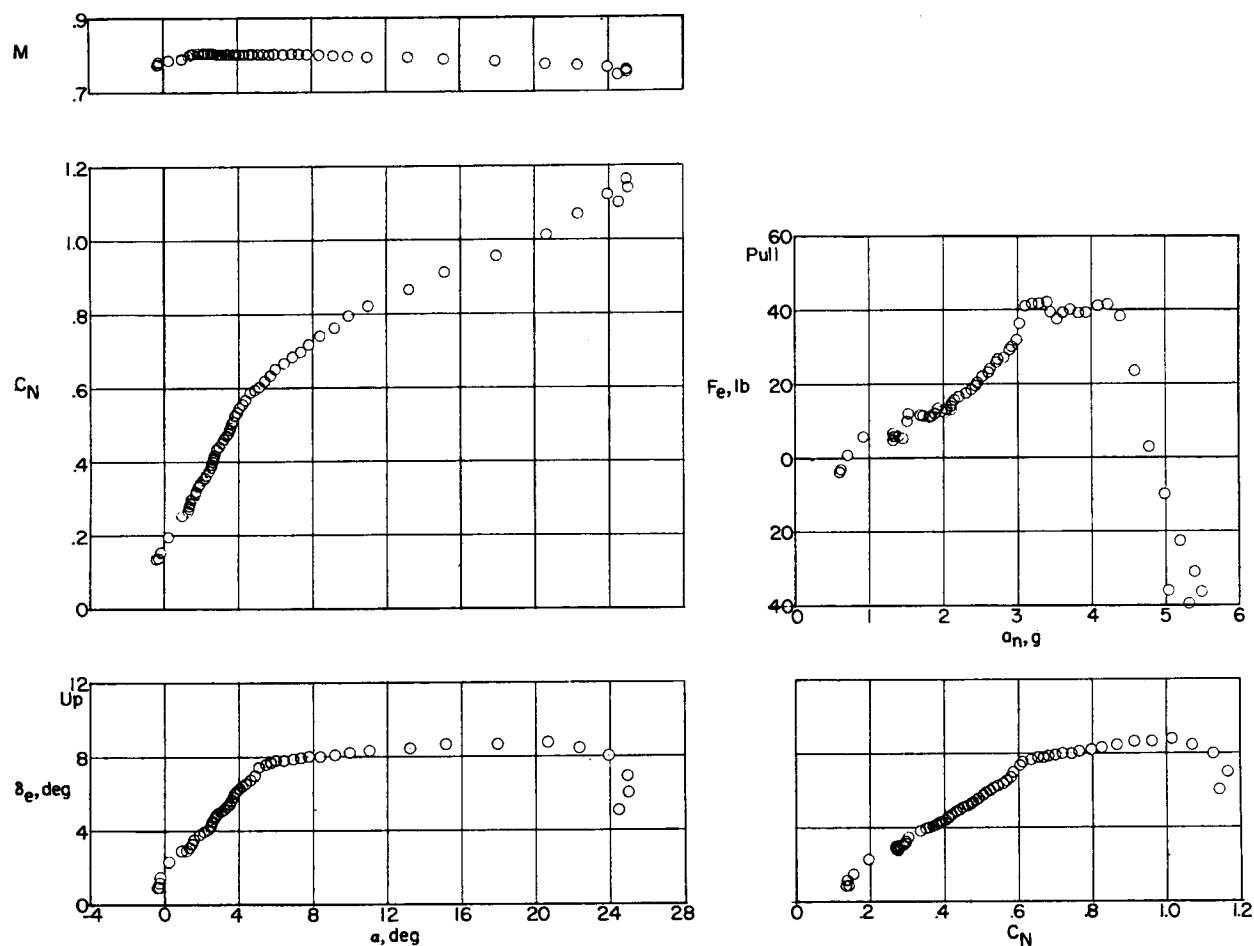 .9
M
.7
1.2
1.0
.8
C_N
.6
.4
.2
0
60
Pull
40
F_e, lb
20
0
20
40
0 1 2 3 4 5 6
a_n, g
12
Up
8
δ_e, deg
4
0
-4 0 4 8 12 16 20 24 28
α, deg
0 .2 .4 .6 .8 1.0 1.2
C_N